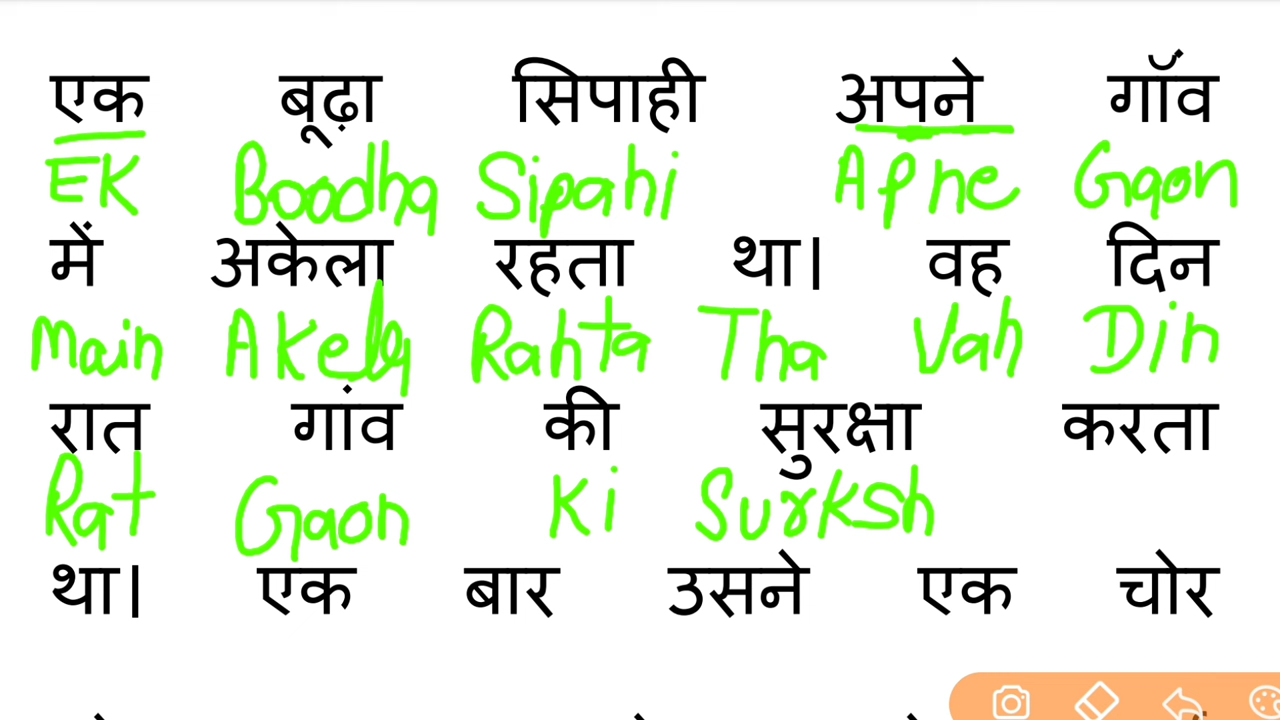 एक बूढ़ा सिपाही अपने गाॅंव
EK Boodha Sipahi Apne Gaon
में अकेला रहता था। वह दिन
Main Akela Rahta Tha Vah Din
रात गांव की सुरक्षा करता
Rat Gaon Ki Surksh
था। एक बार उसने एक चोर